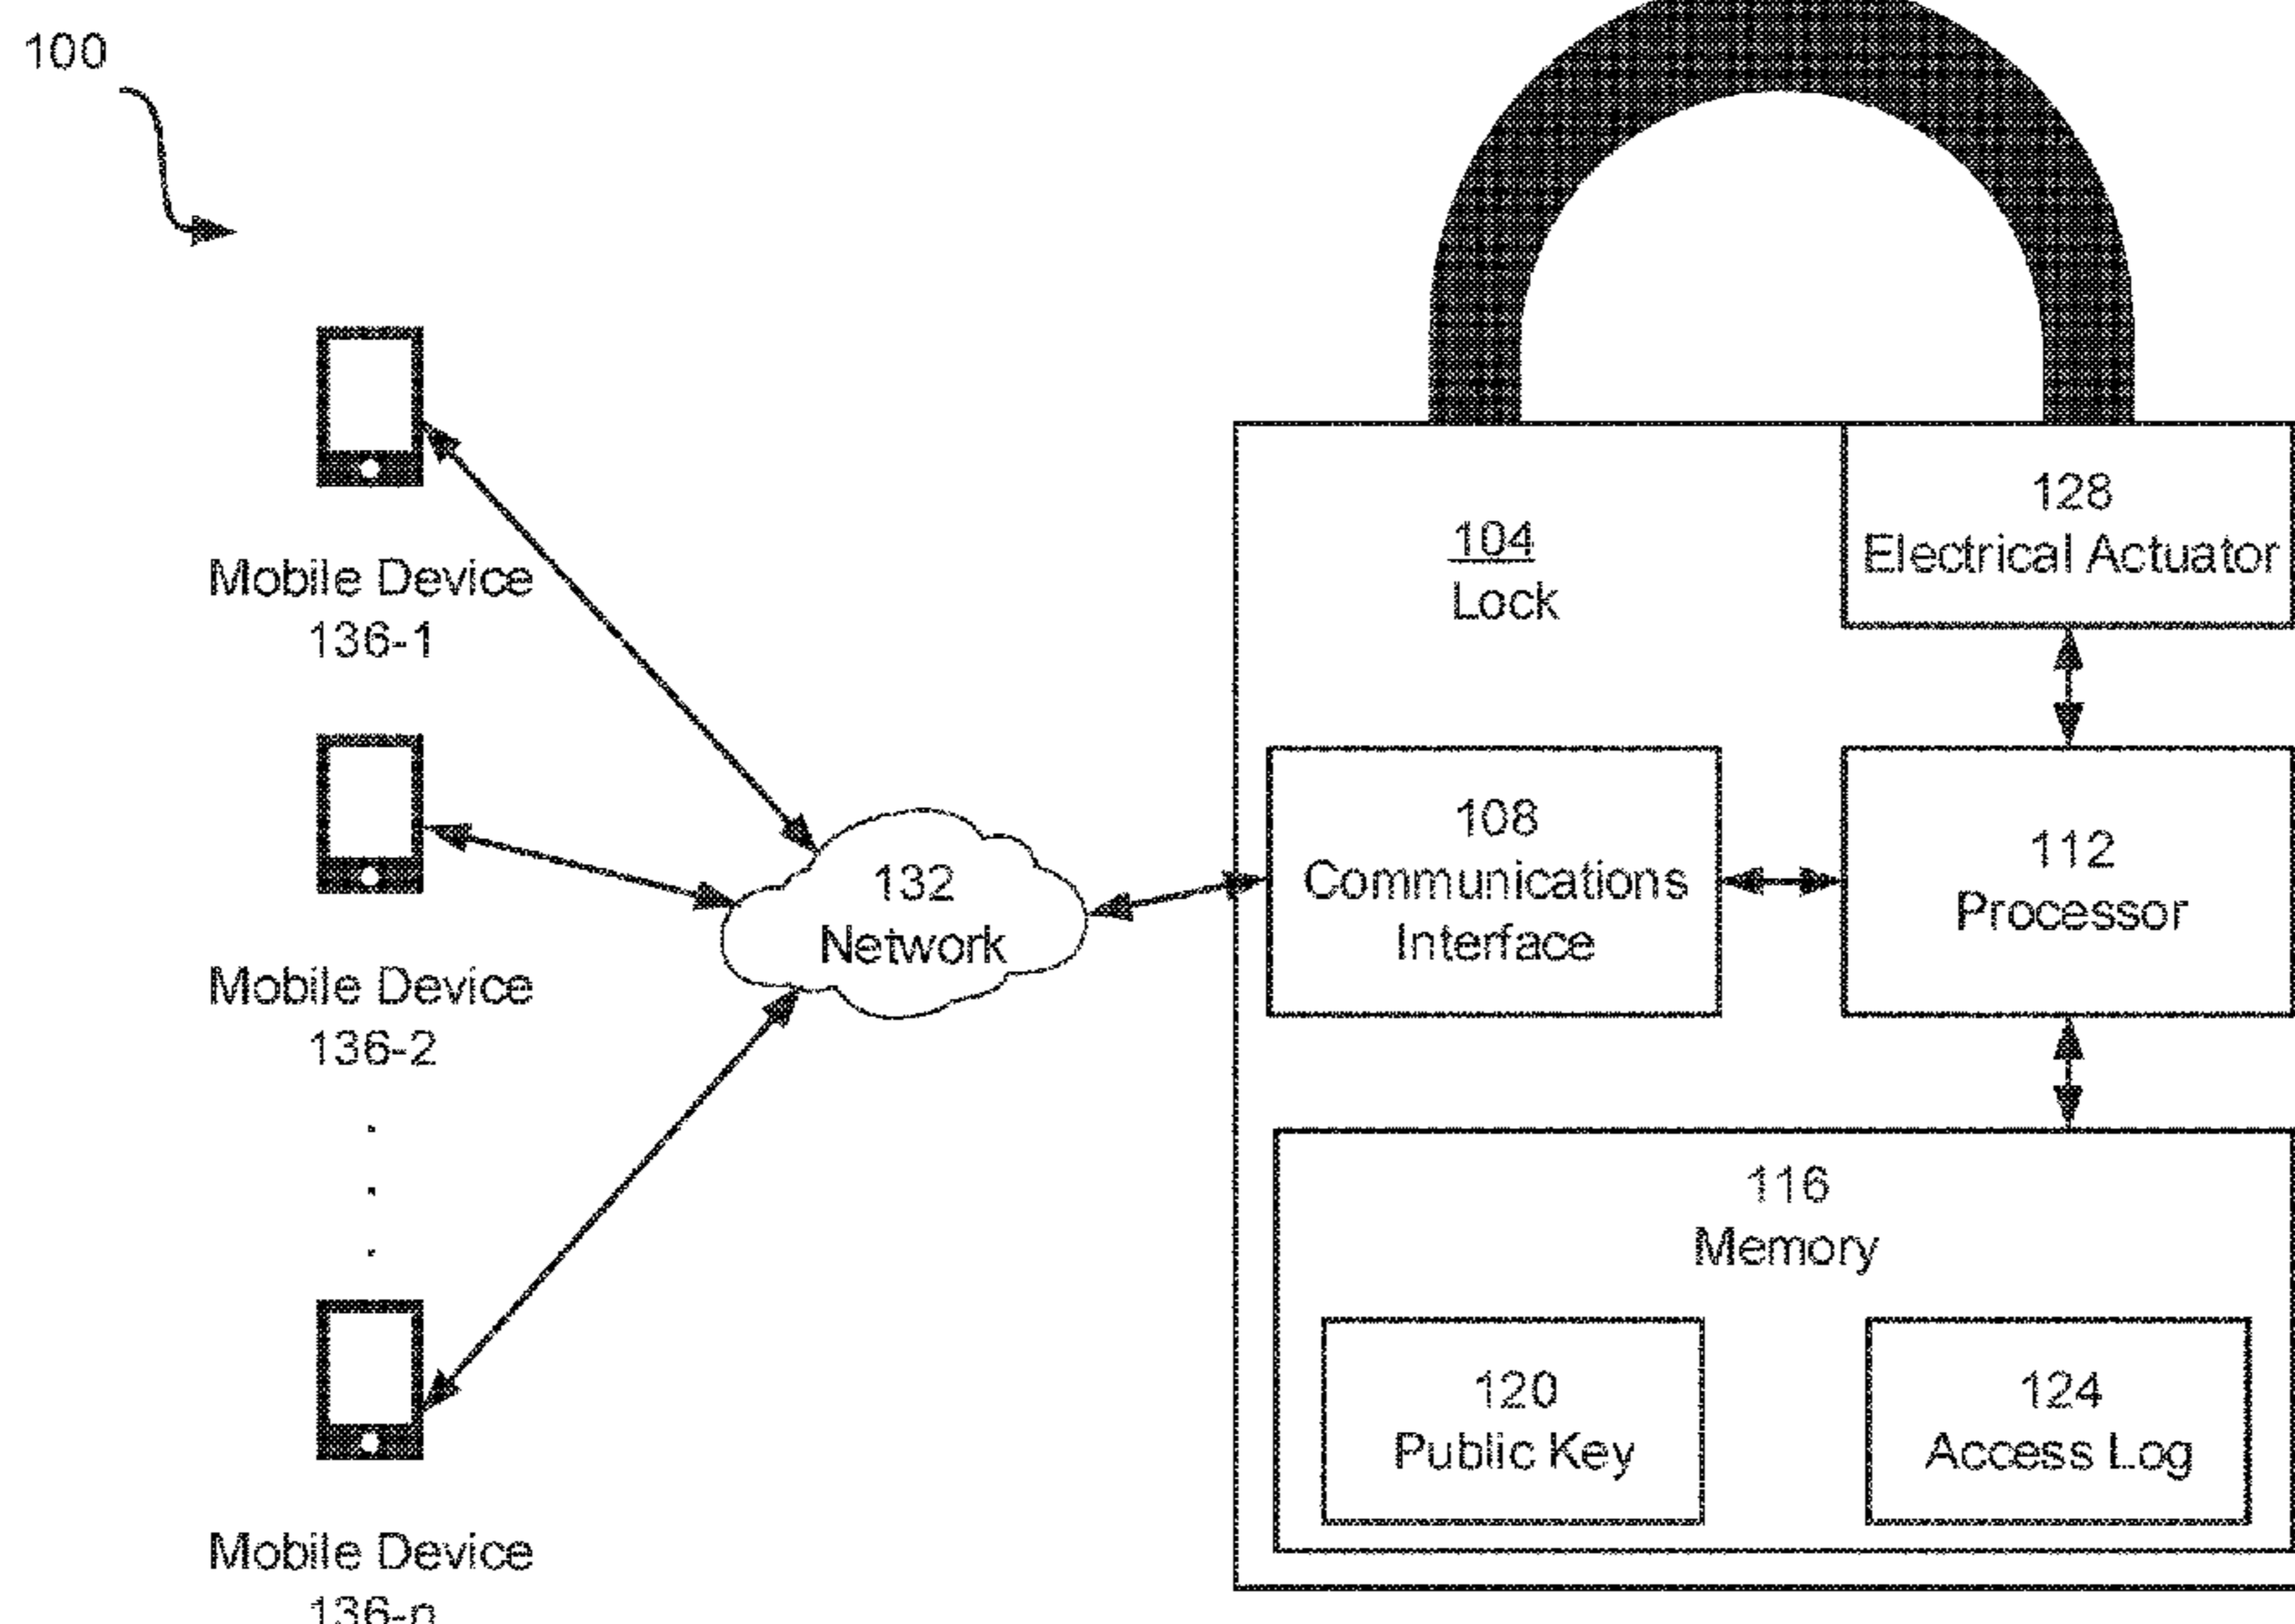 100
Mobile Device
136-1
Mobile Device
136-2
Mobile Device
136-n
132
Network
104
Lock
128
Electrical Actuator
108
Communications
Interface
112
Processor
116
Memory
120
Public Key
124
Access Log